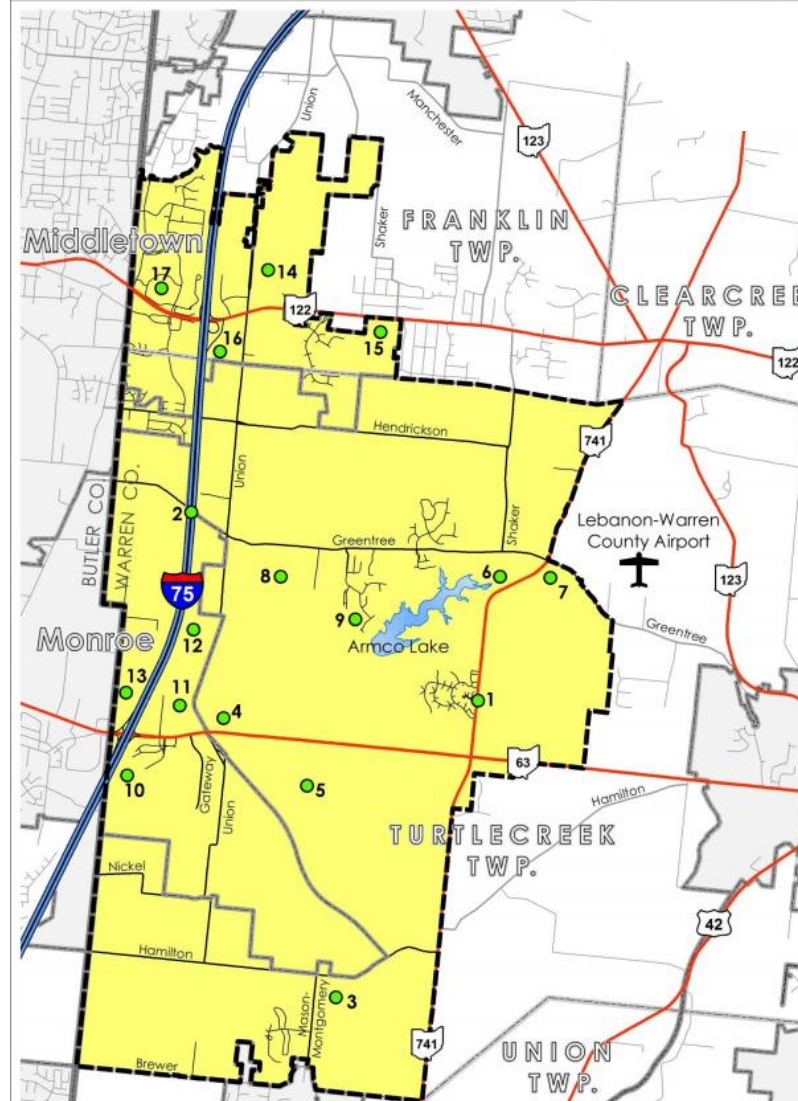 Union
Manchester
123
FRANKLIN
TWP.
Shaker
Middletown
17
14
122
CLEARCREE
TWP.
15
16
122
Hendrickson
741
Union
BUTLER CO.
WARREN CO.
2
Greentree
Shaker
Lebanon-Warren
County Airport
8
6
7
75
123
9
Armco Lake
Greentree
Monroe
12
13
11
4
1
63
10
Gateway
5
Union
Hamilton
TURTLECREEK
TWP.
Nickel
42
Hamilton
Mason-
Montgomery
3
741
Brewer
UNION
TWP.